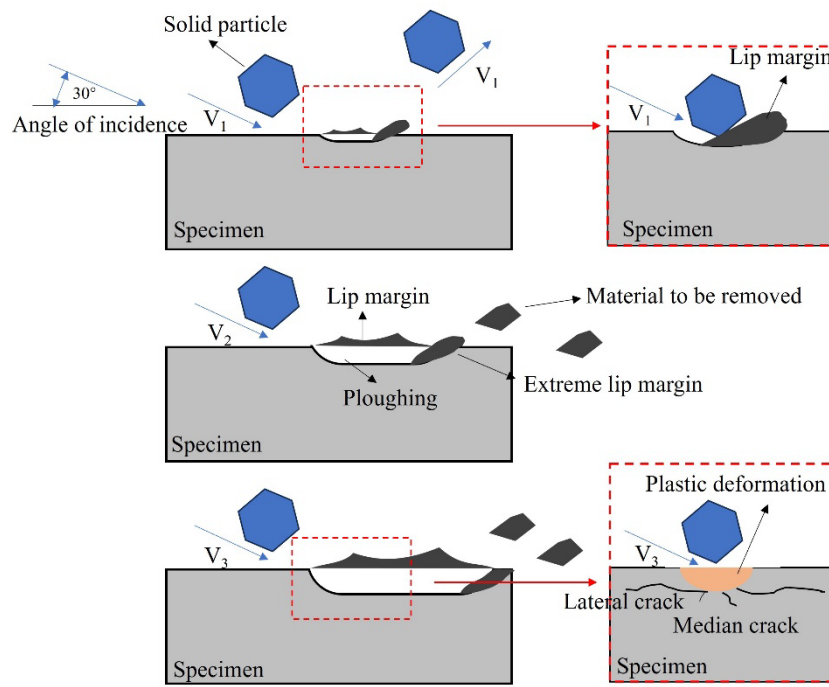 Solid particle
30°
Angle of incidence
V1
V1
Specimen
Lip margin
V1
Specimen
V2
Lip margin
Material to be removed
Ploughing
Extreme lip margin
Specimen
V3
Specimen
Plastic deformation
V3
Lateral crack
Median crack
Specimen